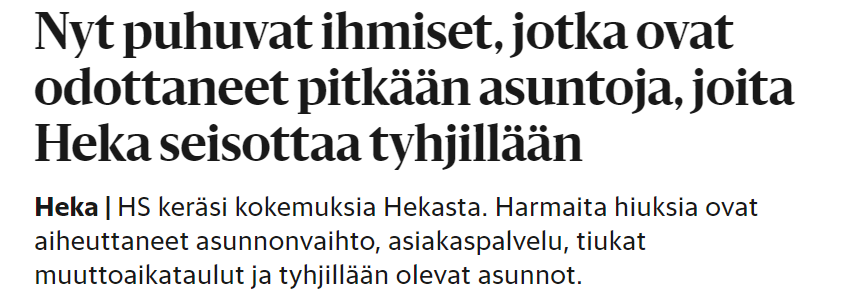 Nyt puhuvat ihmiset, jotka ovat
odottaneet pitkään asuntoja, joita
Heka seisottaa tyhjillään
Heka | HS keräsi kokemuksia Hekasta. Harmaita hiuksia ovat
aiheuttaneet asunnonvaihto, asiakaspalvelu, tiukat
muuttoaikataulut ja tyhjillään olevat asunnot.